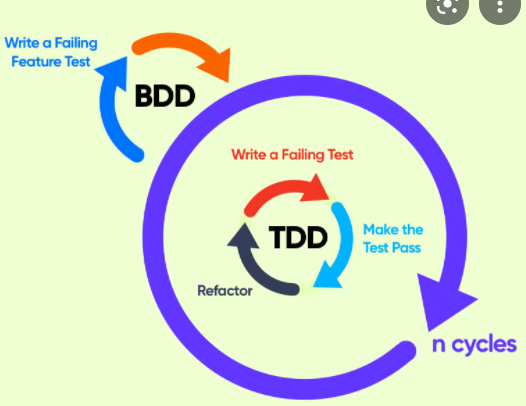 Write a Failing
Feature Test
BDD
Write a Failing Test
TDD
Make the
Test Pass
Refactor
n cycles